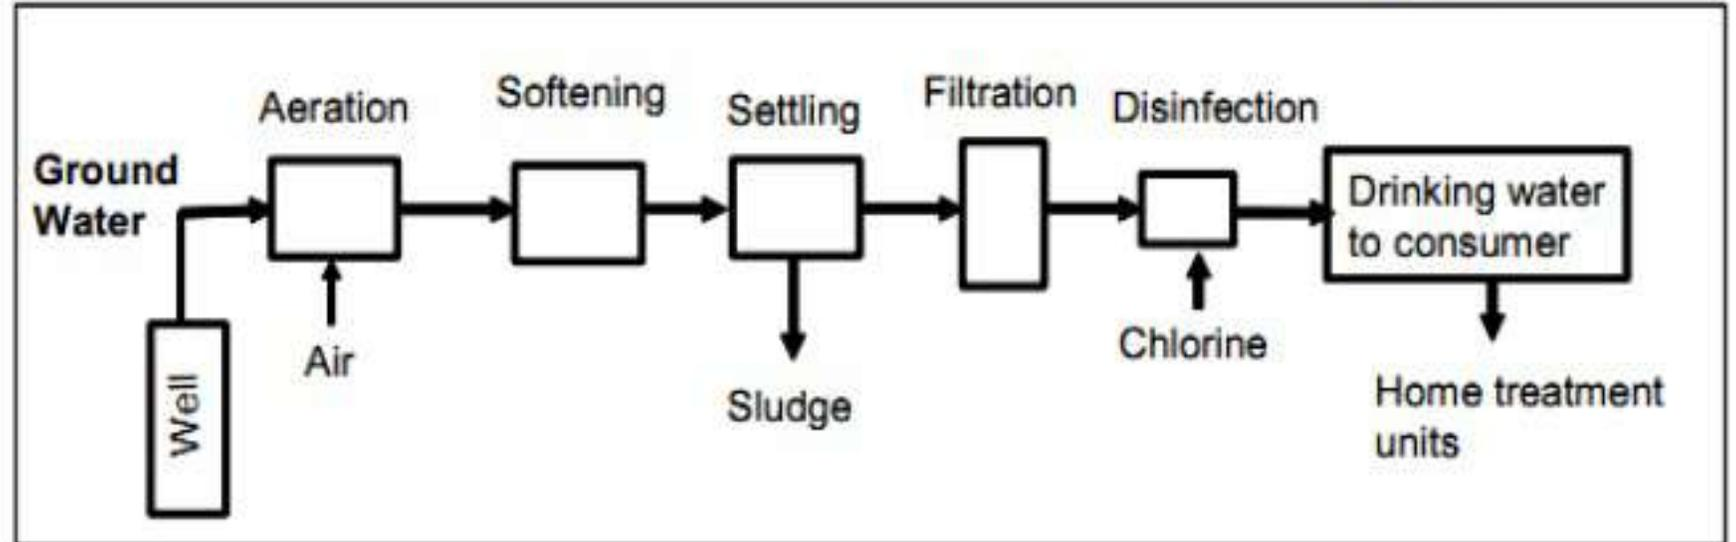 Aeration
Softening
Settling
Filtration
Disinfection
Ground
Water
Drinking water
to consumer
Well
Air
Sludge
Chlorine
Home treatment
units